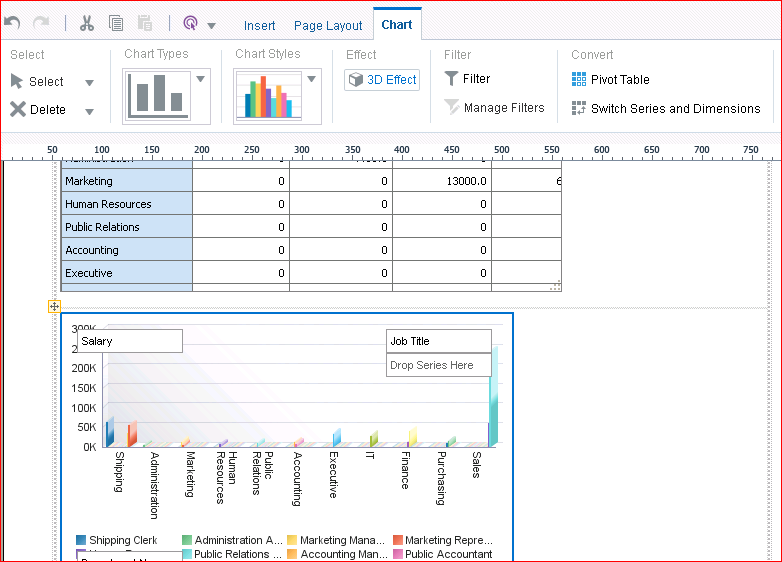 Insert Page Layout Chart
Select Chart Types Chart Styles Effect Filter Convert
Select 3D Effect Filter Pivot Table
Delete Manage Filters Switch Series and Dimensions
50 100 150 200 250 300 350 400 450 500 550 600 650 700 750
Administration 0 0
Marketing 0 0 13000.0 6
Human Resources 0 0 0
Public Relations 0 0 0
Accounting 0 0 0
Executive 0 0 0
300K
Salary Job Title
Drop Series Here
200K
150K
100K
50K
0K
Shipping
Administration
Marketing
Human Resources
Public Relations
Accounting
Executive
IT
Finance
Purchasing
Sales
Shipping Clerk Administration A... Marketing Mana... Marketing Repre...
Public Relations ... Accounting Man... Public Accountant